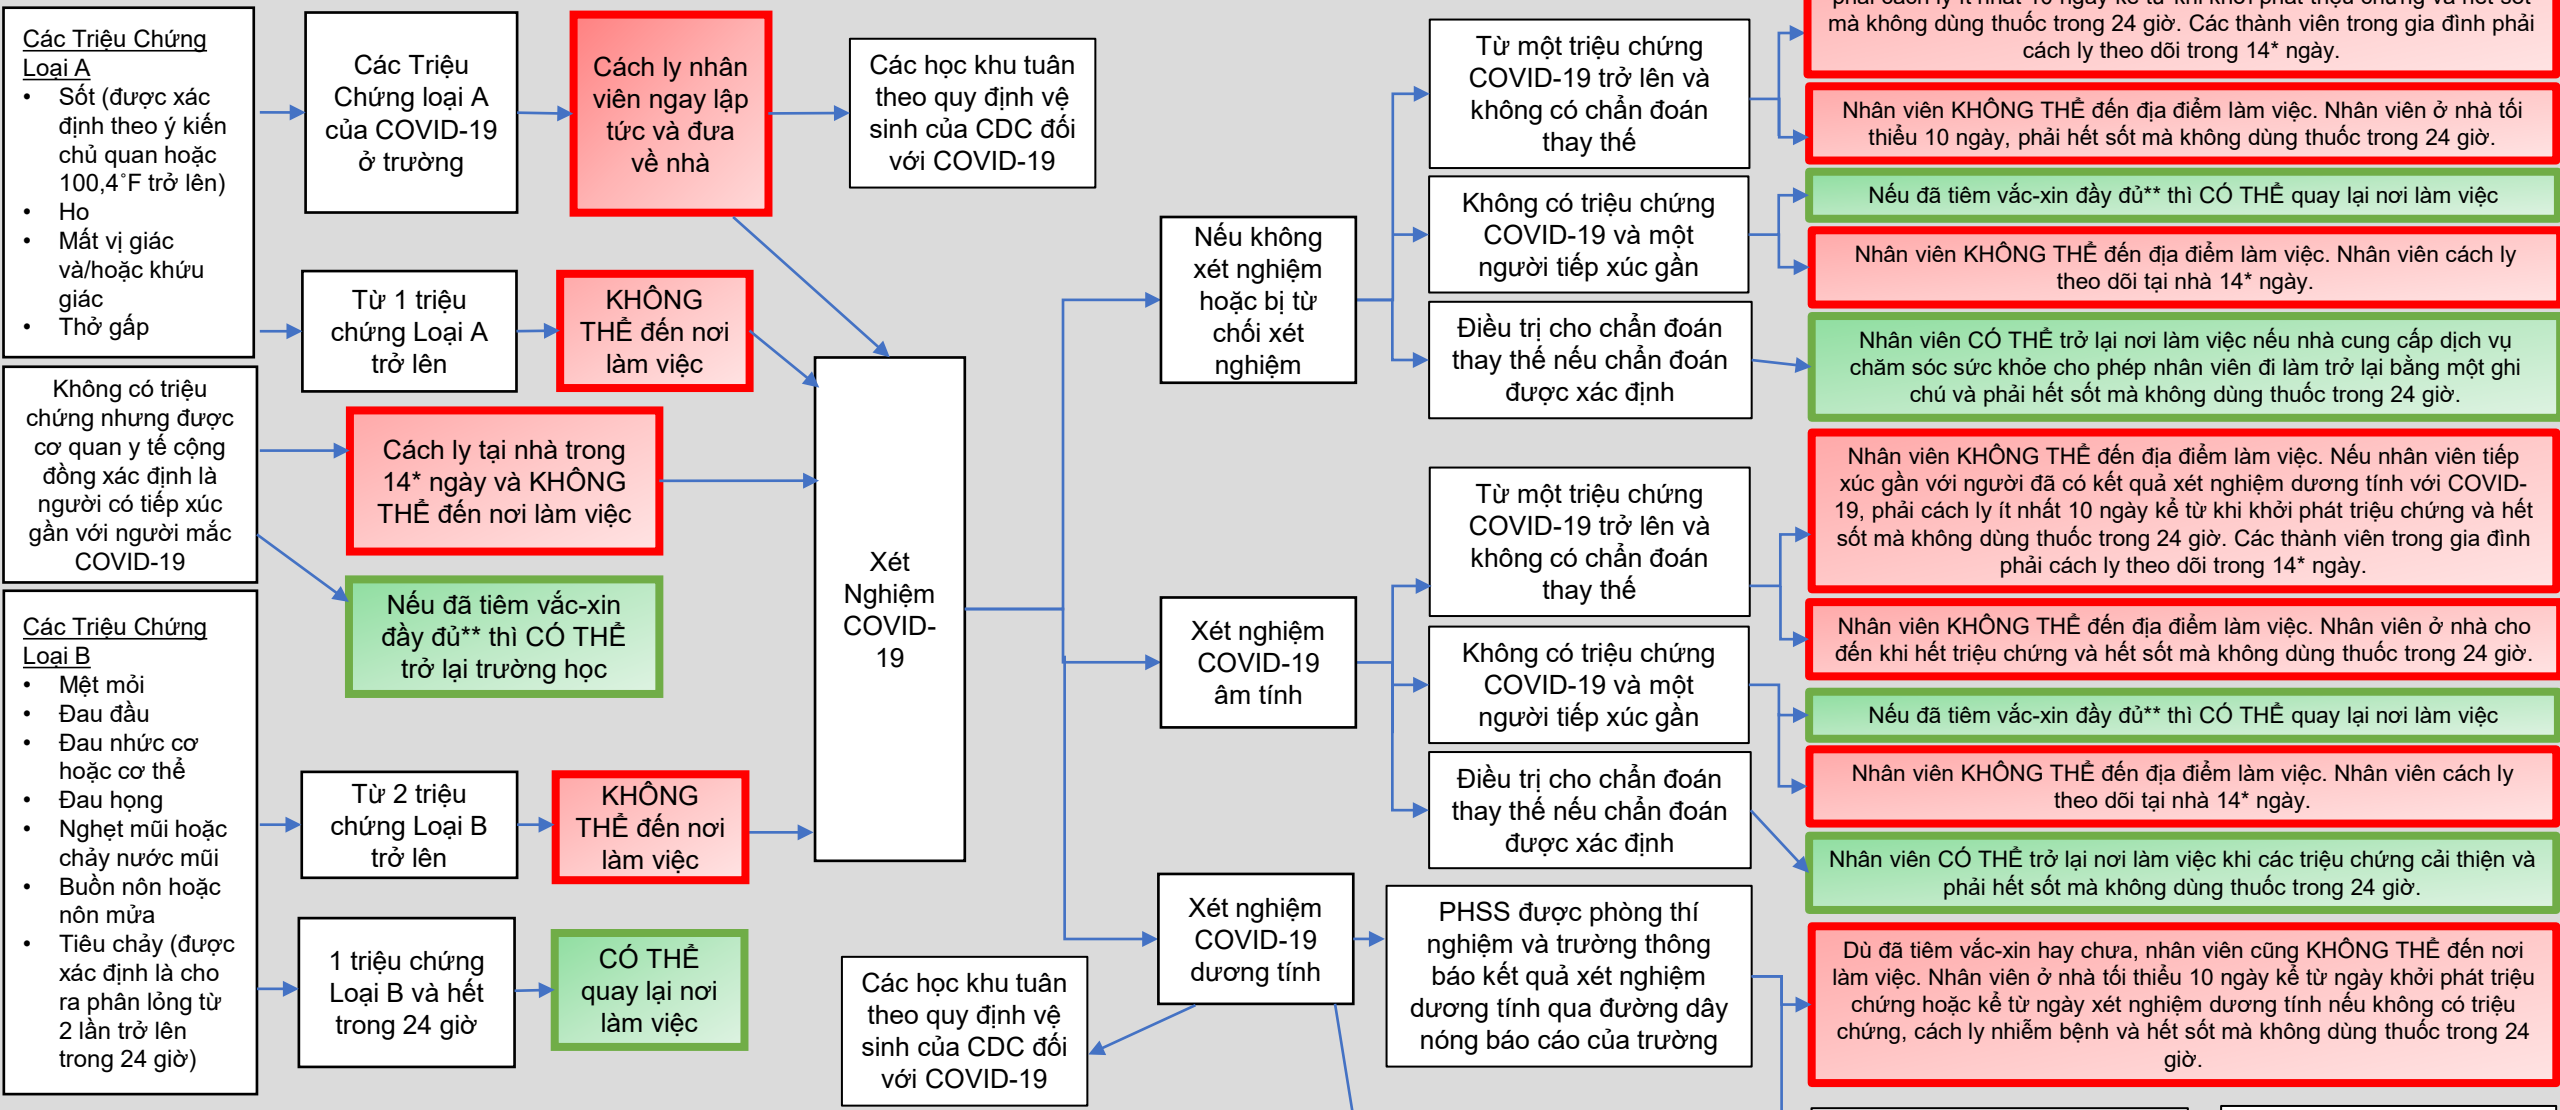 Các Triệu Chứng
Loại A
• Sốt (được xác
định theo ý kiến
chủ quan hoặc
100,4˚F trở lên)
• Ho
• Mất vị giác
và/hoặc khứu
giác
• Thở gấp
Không có triệu
chứng nhưng được
cơ quan y tế cộng
đồng xác định là
người có tiếp xúc
gần với người mắc
COVID-19
Các Triệu Chứng
Loại B
• Mệt mỏi
• Đau đầu
• Đau nhức cơ
hoặc cơ thể
• Đau họng
• Nghẹt mũi hoặc
chảy nước mũi
• Buồn nôn hoặc
nôn mửa
• Tiêu chảy (được
xác định là cho
ra phân lỏng từ
2 lần trở lên
trong 24 giờ)
Các Triệu
Chứng loại A
của COVID-19
ở trường
Cách ly nhân
viên ngay lập
tức và đưa
về nhà
Các học khu tuân
theo quy định vệ
sinh của CDC đối
với COVID-19
Từ 1 triệu
chứng Loại A
trở lên
KHÔNG
THỂ đến nơi
làm việc
Cách ly tại nhà trong
14* ngày và KHÔNG
THỂ đến nơi làm việc
Nếu đã tiêm vắc-xin
đầy đủ** thì CÓ THỂ
trở lại trường học
Từ 2 triệu
chứng Loại B
trở lên
KHÔNG
THỂ đến nơi
làm việc
1 triệu chứng
Loại B và hết
trong 24 giờ
CÓ THỂ
quay lại nơi
làm việc
Xét
Nghiệm
COVID-
19
Nếu không
xét nghiệm
hoặc bị từ
chối xét
nghiệm
Từ một triệu chứng
COVID-19 trở lên và
không có chẩn đoán
thay thế
Không có triệu chứng
COVID-19 và một
người tiếp xúc gần
Điều trị cho chẩn đoán
thay thế nếu chẩn đoán
được xác định
phải cách ly ít nhất 10 ngày kể từ khi khởi phát triệu chứng và hết sốt
mà không dùng thuốc trong 24 giờ. Các thành viên trong gia đình phải
cách ly theo dõi trong 14* ngày.
Nhân viên KHÔNG THỂ đến địa điểm làm việc. Nhân viên ở nhà tối
thiểu 10 ngày, phải hết sốt mà không dùng thuốc trong 24 giờ.
Nếu đã tiêm vắc-xin đầy đủ** thì CÓ THỂ quay lại nơi làm việc
Nhân viên KHÔNG THỂ đến địa điểm làm việc. Nhân viên cách ly
theo dõi tại nhà 14* ngày.
Nhân viên CÓ THỂ trở lại nơi làm việc nếu nhà cung cấp dịch vụ
chăm sóc sức khỏe cho phép nhân viên đi làm trở lại bằng một ghi
chú và phải hết sốt mà không dùng thuốc trong 24 giờ.
Xét nghiệm
COVID-19
âm tính
Từ một triệu chứng
COVID-19 trở lên và
không có chẩn đoán
thay thế
Không có triệu chứng
COVID-19 và một
người tiếp xúc gần
Điều trị cho chẩn đoán
thay thế nếu chẩn đoán
được xác định
Nhân viên KHÔNG THỂ đến địa điểm làm việc. Nếu nhân viên tiếp
xúc gần với người đã có kết quả xét nghiệm dương tính với COVID-
19, phải cách ly ít nhất 10 ngày kể từ khi khởi phát triệu chứng và hết
sốt mà không dùng thuốc trong 24 giờ. Các thành viên trong gia đình
phải cách ly theo dõi trong 14* ngày.
Nhân viên KHÔNG THỂ đến địa điểm làm việc. Nhân viên ở nhà cho
đến khi hết triệu chứng và hết sốt mà không dùng thuốc trong 24 giờ.
Nếu đã tiêm vắc-xin đầy đủ** thì CÓ THỂ quay lại nơi làm việc
Nhân viên KHÔNG THỂ đến địa điểm làm việc. Nhân viên cách ly
theo dõi tại nhà 14* ngày.
Nhân viên CÓ THỂ trở lại nơi làm việc khi các triệu chứng cải thiện và
phải hết sốt mà không dùng thuốc trong 24 giờ.
Xét nghiệm
COVID-19
dương tính
Các học khu tuân
theo quy định vệ
sinh của CDC đối
với COVID-19
PHSS được phòng thí
nghiệm và trường thông
báo kết quả xét nghiệm
dương tính qua đường dây
nóng báo cáo của trường
Dù đã tiêm vắc-xin hay chưa, nhân viên cũng KHÔNG THỂ đến nơi
làm việc. Nhân viên ở nhà tối thiểu 10 ngày kể từ ngày khởi phát triệu
chứng hoặc kể từ ngày xét nghiệm dương tính nếu không có triệu
chứng, cách ly nhiễm bệnh và hết sốt mà không dùng thuốc trong 24
giờ.